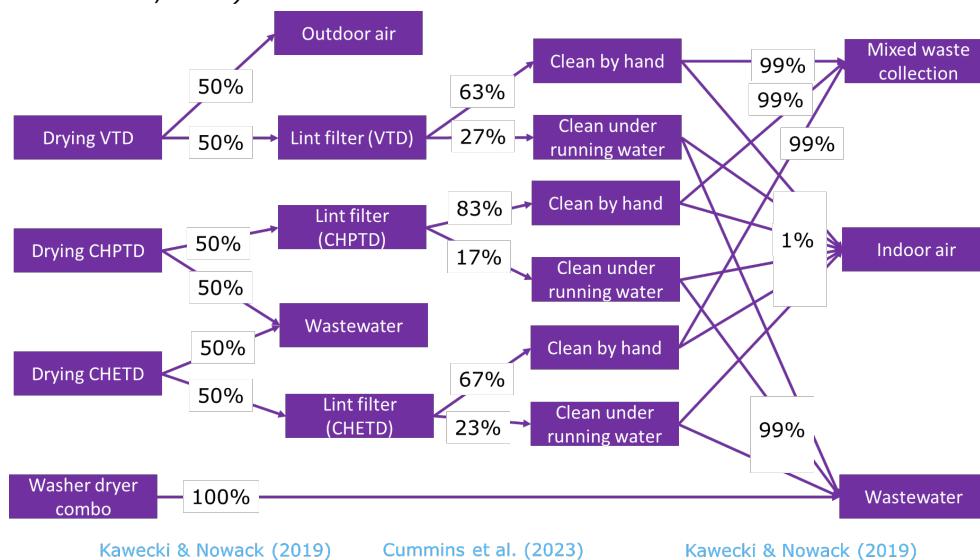 Outdoor air
Clean by hand
Mixed waste
collection
99%
50%
63%
99%
Drying VTD
50%
Lint filter (VTD)
27%
Clean under
running water
99%
Lint filter
(CHPTD)
83%
Clean by hand
Drying CHPTD
50%
17%
1%
Indoor air
50%
Clean under
running water
Wastewater
50%
Clean by hand
Drying CHETD
67%
50%
Lint filter
(CHETD)
23%
Clean under
running water
99%
Washer dryer
combo
100%
Wastewater
Kawecki & Nowack (2019)
Cummins et al. (2023)
Kawecki & Nowack (2019)